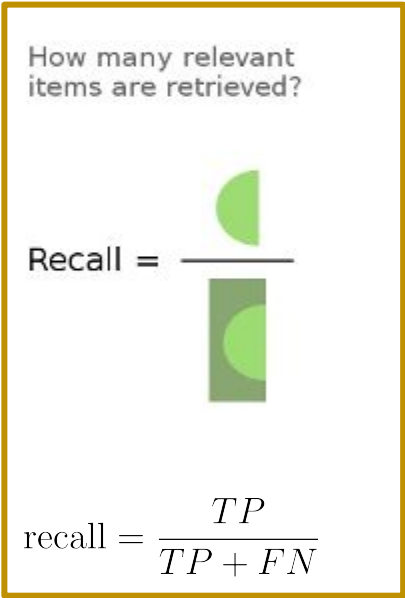 How many relevant
items are retrieved?
Recall =
recall = TP / TP + FN